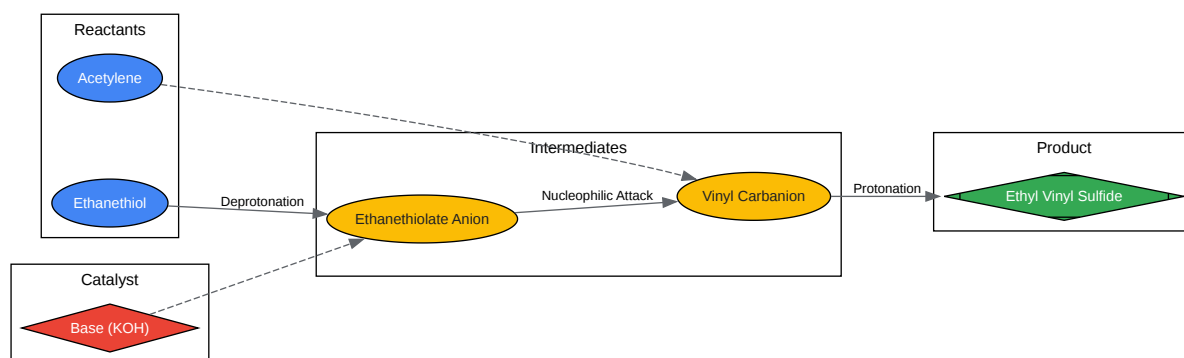 Reactants
Acetylene
Ethanethiol
Deprotonation
Catalyst
Base (KOH)
Intermediates
Ethanethiolate Anion
Nucleophilic Attack
Vinyl Carbanion
Protonation
Product
Ethyl Vinyl Sulfide